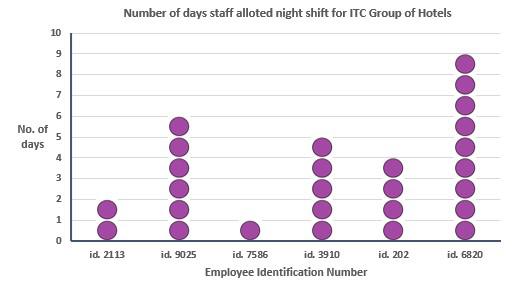 Number of days staff alloted night shift for ITC Group of Hotels
10
9
8
7
6
5
4
3
2
1
0
No. of
days
id. 2113 id. 9025 id. 7586 id. 3910 id. 202 id. 6820
Employee Identification Number